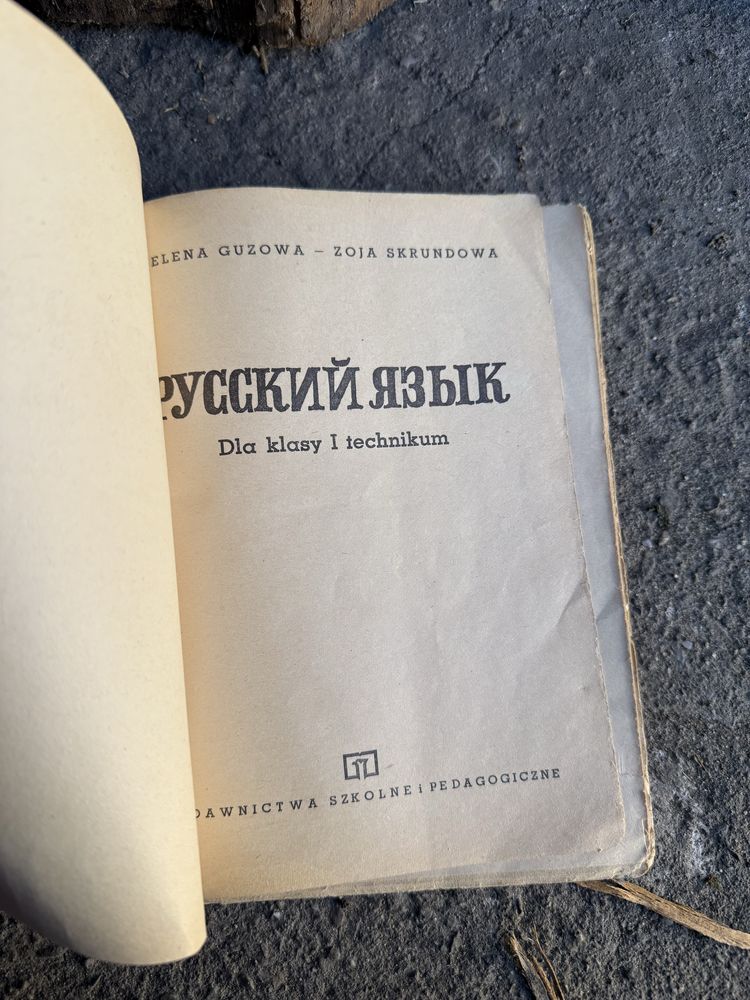 ELENA GUZOWA – ZOJA SKRUNDOWA
РУССКИЙ ЯЗЫК
Dla klasy I technikum
DAWNICTWA SZKOLNE i PEDAGOGICZNE